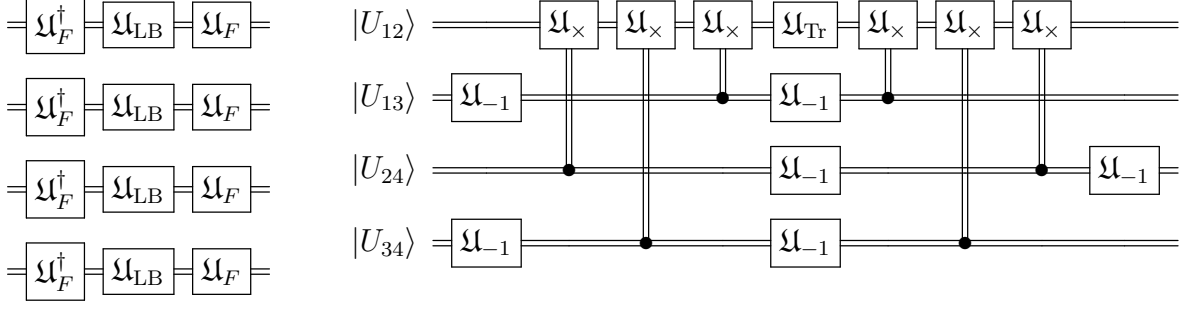 𝔘_F^† 𝔘_LB 𝔘_F |U_12⟩ 𝔘_× 𝔘_× 𝔘_× 𝔘_Tr 𝔘_× 𝔘_× 𝔘_×
𝔘_F^† 𝔘_LB 𝔘_F |U_13⟩ 𝔘_−1 𝔘_−1
𝔘_F^† 𝔘_LB 𝔘_F |U_24⟩ 𝔘_−1 𝔘_−1
𝔘_F^† 𝔘_LB 𝔘_F |U_34⟩ 𝔘_−1 𝔘_−1